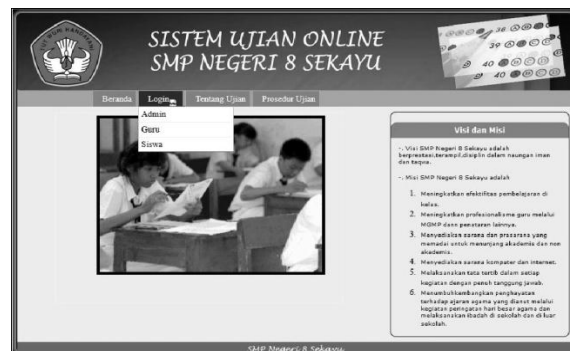 SISTEM UJIAN ONLINE
SMP NEGERI 8 SEKAYU
36
40
40
Beranda Login Tentang Ujian Prosedur Ujian
Admin
Guru
Siswa
Visi dan Misi
-. Visi SMP Negeri 8 Sekayu adalah
berprestasi,terampil,disiplin dalam naungan iman
dan taqwa.
-. Misi SMP Negeri 8 Sekayu adalah
1. Meningkatkan efektifitas pembelajaran di
kelas.
2. Meningkatkan profesionalisme guru melalui
MGMP dann penataran lainnya.
3. Menyediakan sarana dan prasarana yang
memadai untuk menunjang akademis dan non
akademis.
4. Menyediakan sarana komputer dan internet.
5. Melaksanakan tata tertib dalam setiap
kegiatan dengan penuh tanggung jawab.
6. Menumbuhkembangkan penghayatan
terhadap ajaran agama yang dianut melalui
kegiatan peringatan hari besar agama dan
melaksanakan ibadah di sekolah dan di luar
sekolah.
SMP Negeri 8 Sekayu